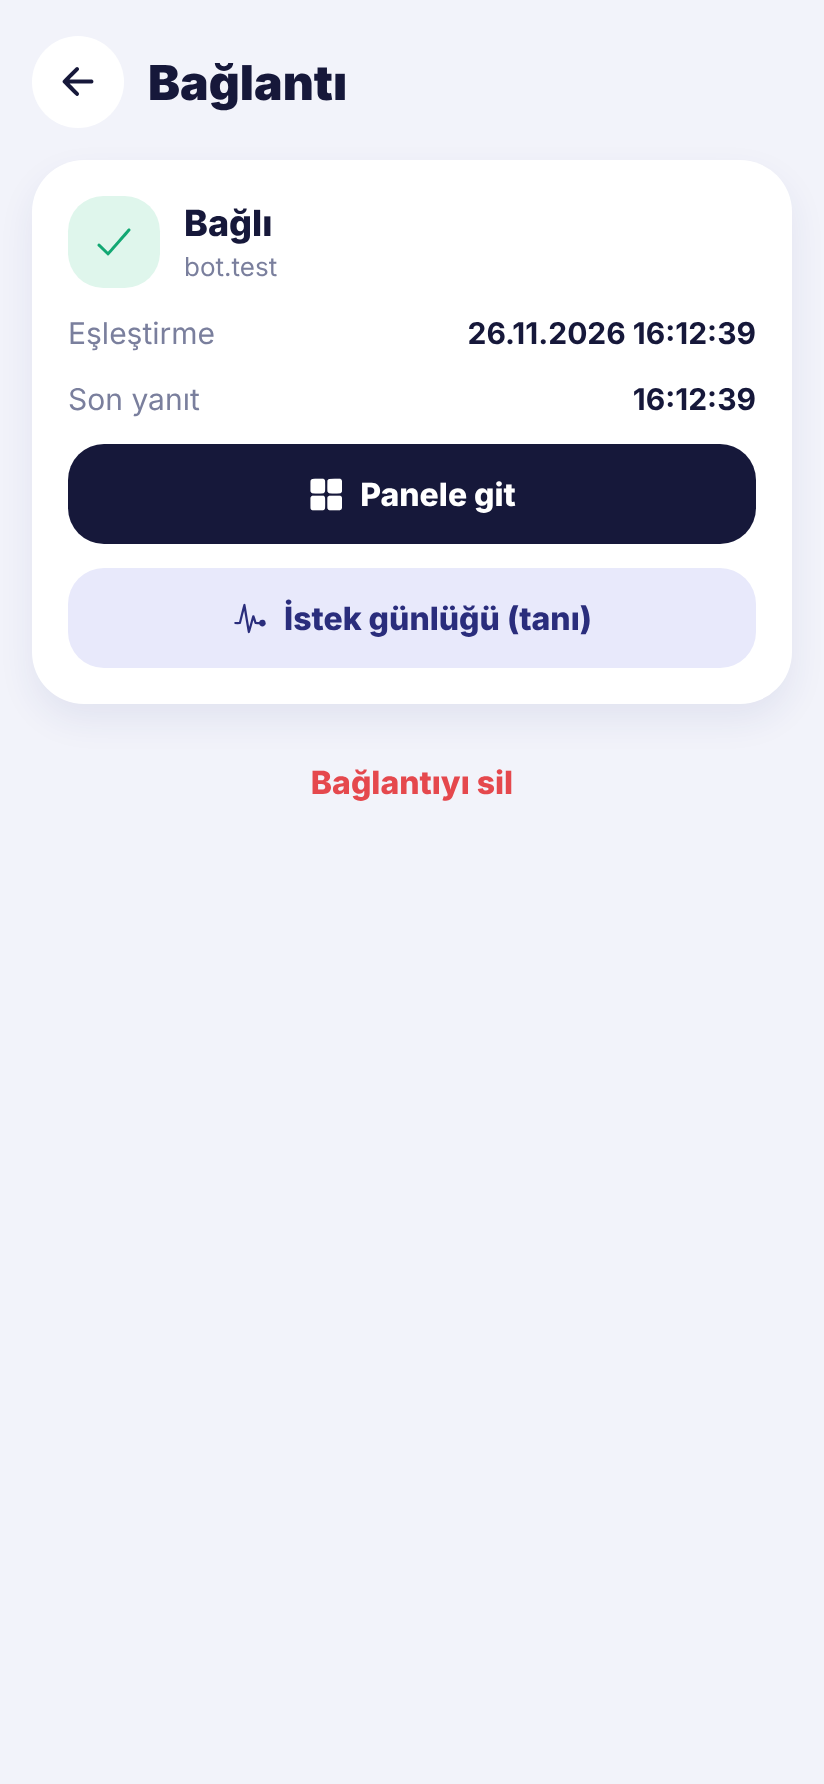 Bağlantı
Bağlı
bot.test
Eşleştirme 26.11.2026 16:12:39
Son yanıt 16:12:39
Panele git
İstek günlüğü (tanı)
Bağlantıyı sil